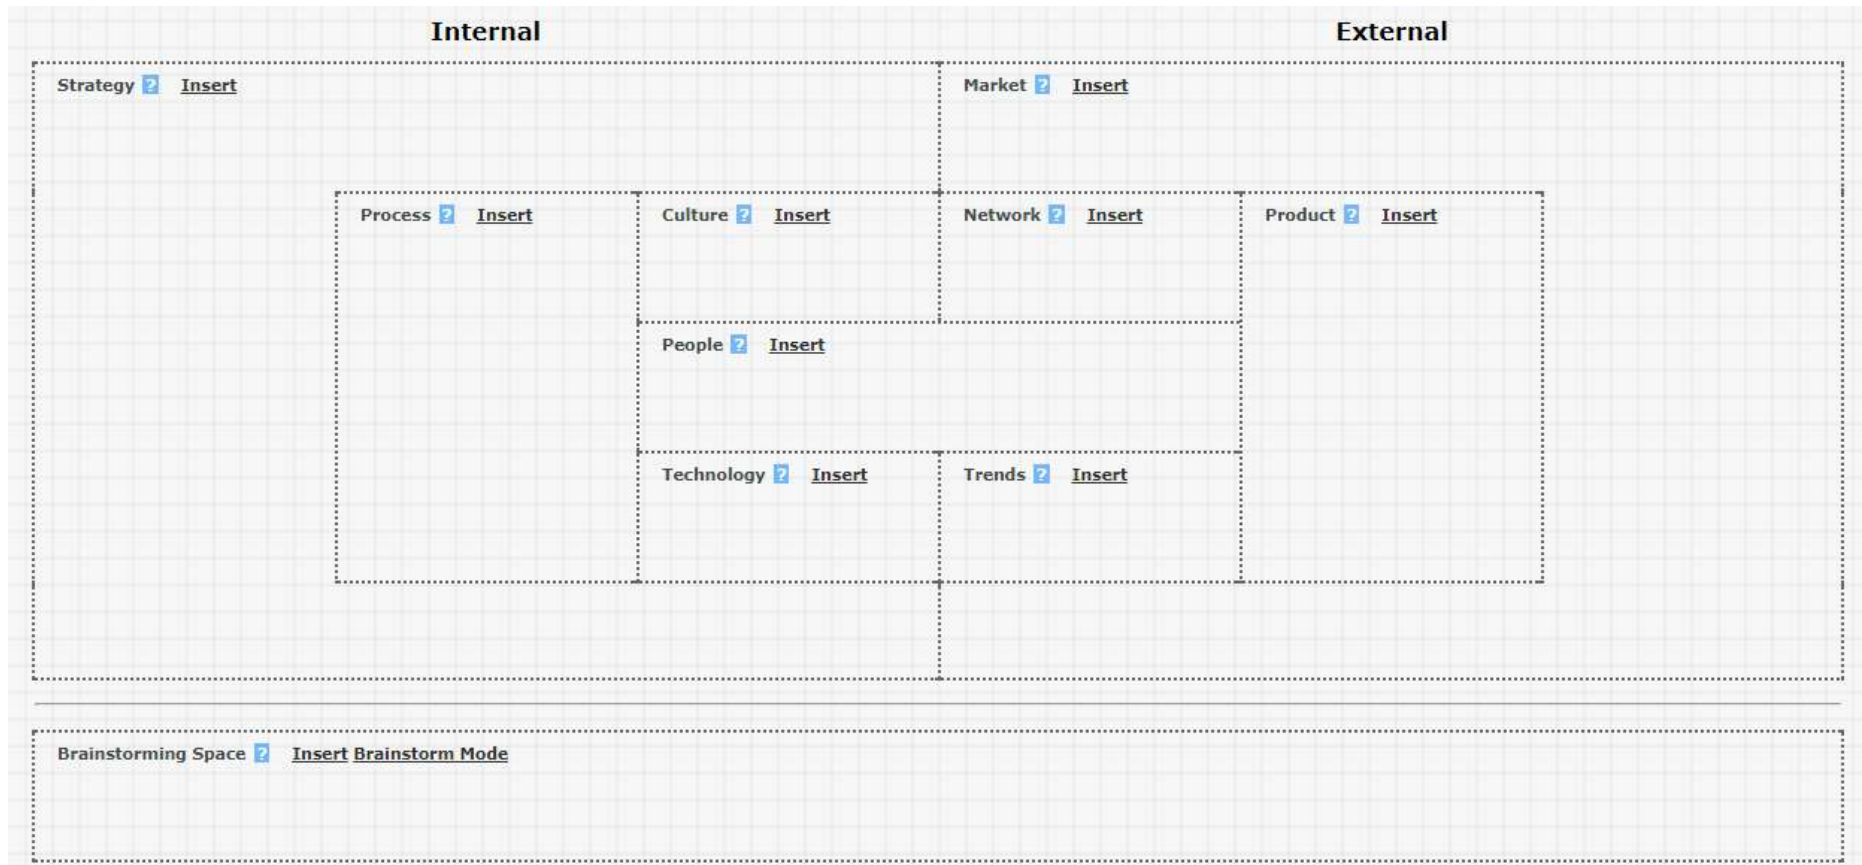 Internal External
Strategy ? Insert Market ? Insert
Process ? Insert Culture ? Insert Network ? Insert Product ? Insert
People ? Insert
Technology ? Insert Trends ? Insert
Brainstorming Space ? Insert Brainstorm Mode